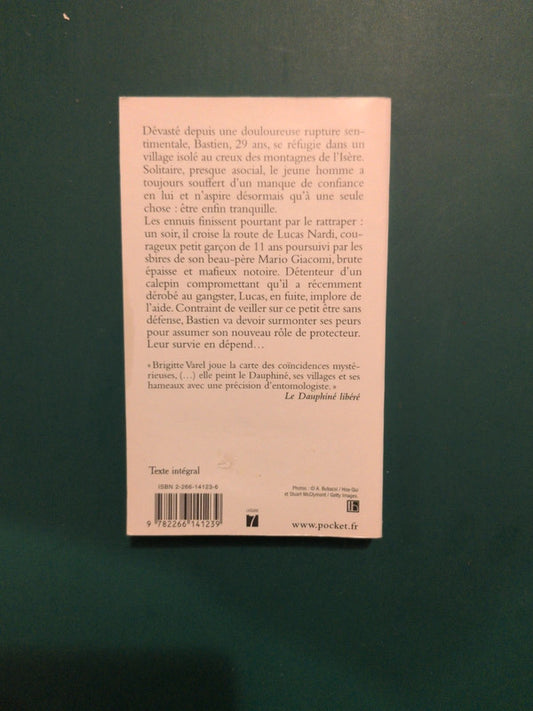 Dévasté depuis une douloureuse rupture sen-
timentale, Bastien, 29 ans, se réfugie dans un
village isolé au creux des montagnes de l'Isère.
Solitaire, presque asocial, le jeune homme a
toujours souffert d'un manque de confiance
en lui et n'aspire désormais qu'à une seule
chose : être enfin tranquille.
Les ennuis finissent pourtant par le rattraper :
un soir, il croise la route de Lucas Nardi, cou-
rageux petit garçon de 11 ans poursuivi par les
sbires de son beau-père Mario Giacomi, brute
épaisse et mafieux notoire. Détenteur d'un
calepin compromettant qu'il a récemment
dérobé au gangster, Lucas, en fuite, implore de
l'aide. Contraint de veiller sur ce petit être sans
défense, Bastien va devoir surmonter ses peurs
pour assumer son nouveau rôle de protecteur.
Leur survie en dépend…
« Brigitte Varel joue la carte des coïncidences mysté-
rieuses, (…) elle peint le Dauphiné, ses villages et ses
hameaux avec une précision d'entomologiste. »
Le Dauphiné libéré
Texte intégral
ISBN 2-266-14123-6
9 782266 141239
7
Photos : © A. 
et Stuart McClymont / Getty Images.
www.pocket.fr